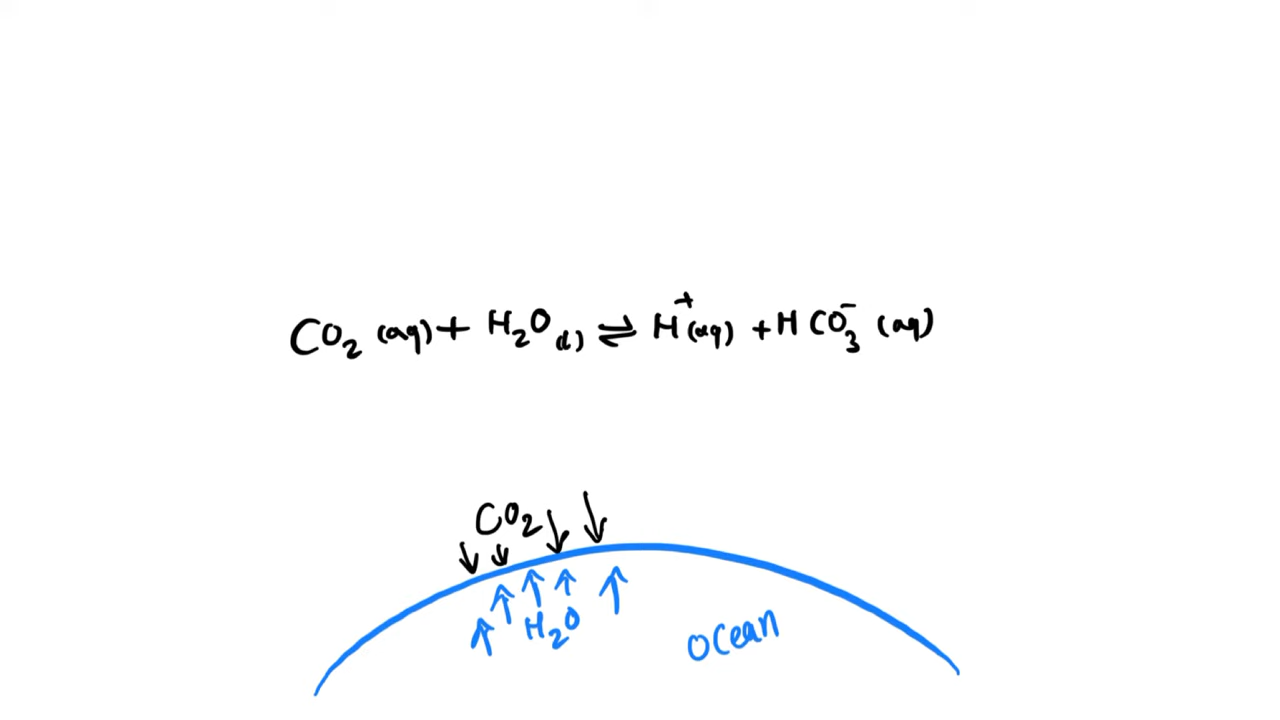 CO₂ (aq) + H₂O (l) ⇌ H⁺ (aq) + HCO₃⁻ (aq)
CO₂
H₂O
ocean